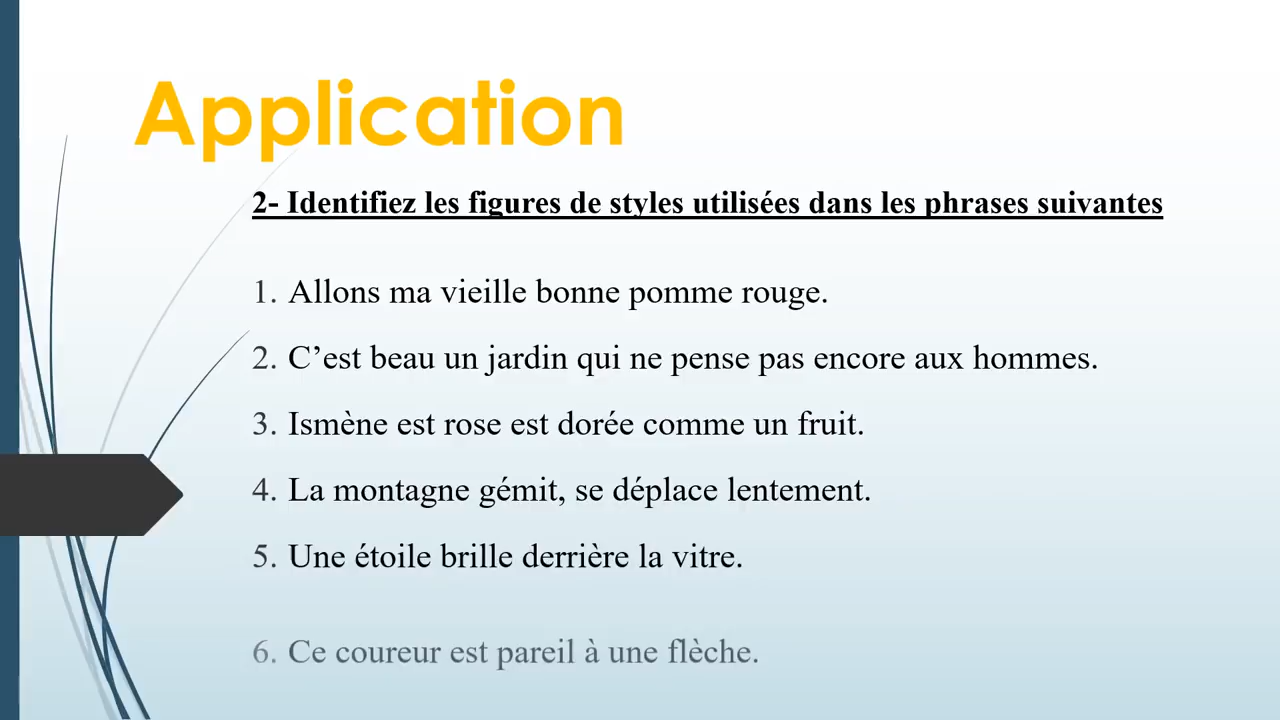 Application
2- Identifiez les figures de styles utilisées dans les phrases suivantes
1. Allons ma vieille bonne pomme rouge.
2. C’est beau un jardin qui ne pense pas encore aux hommes.
3. Ismène est rose est dorée comme un fruit.
4. La montagne gémit, se déplace lentement.
5. Une étoile brille derrière la vitre.
6. Ce coureur est pareil à une flèche.